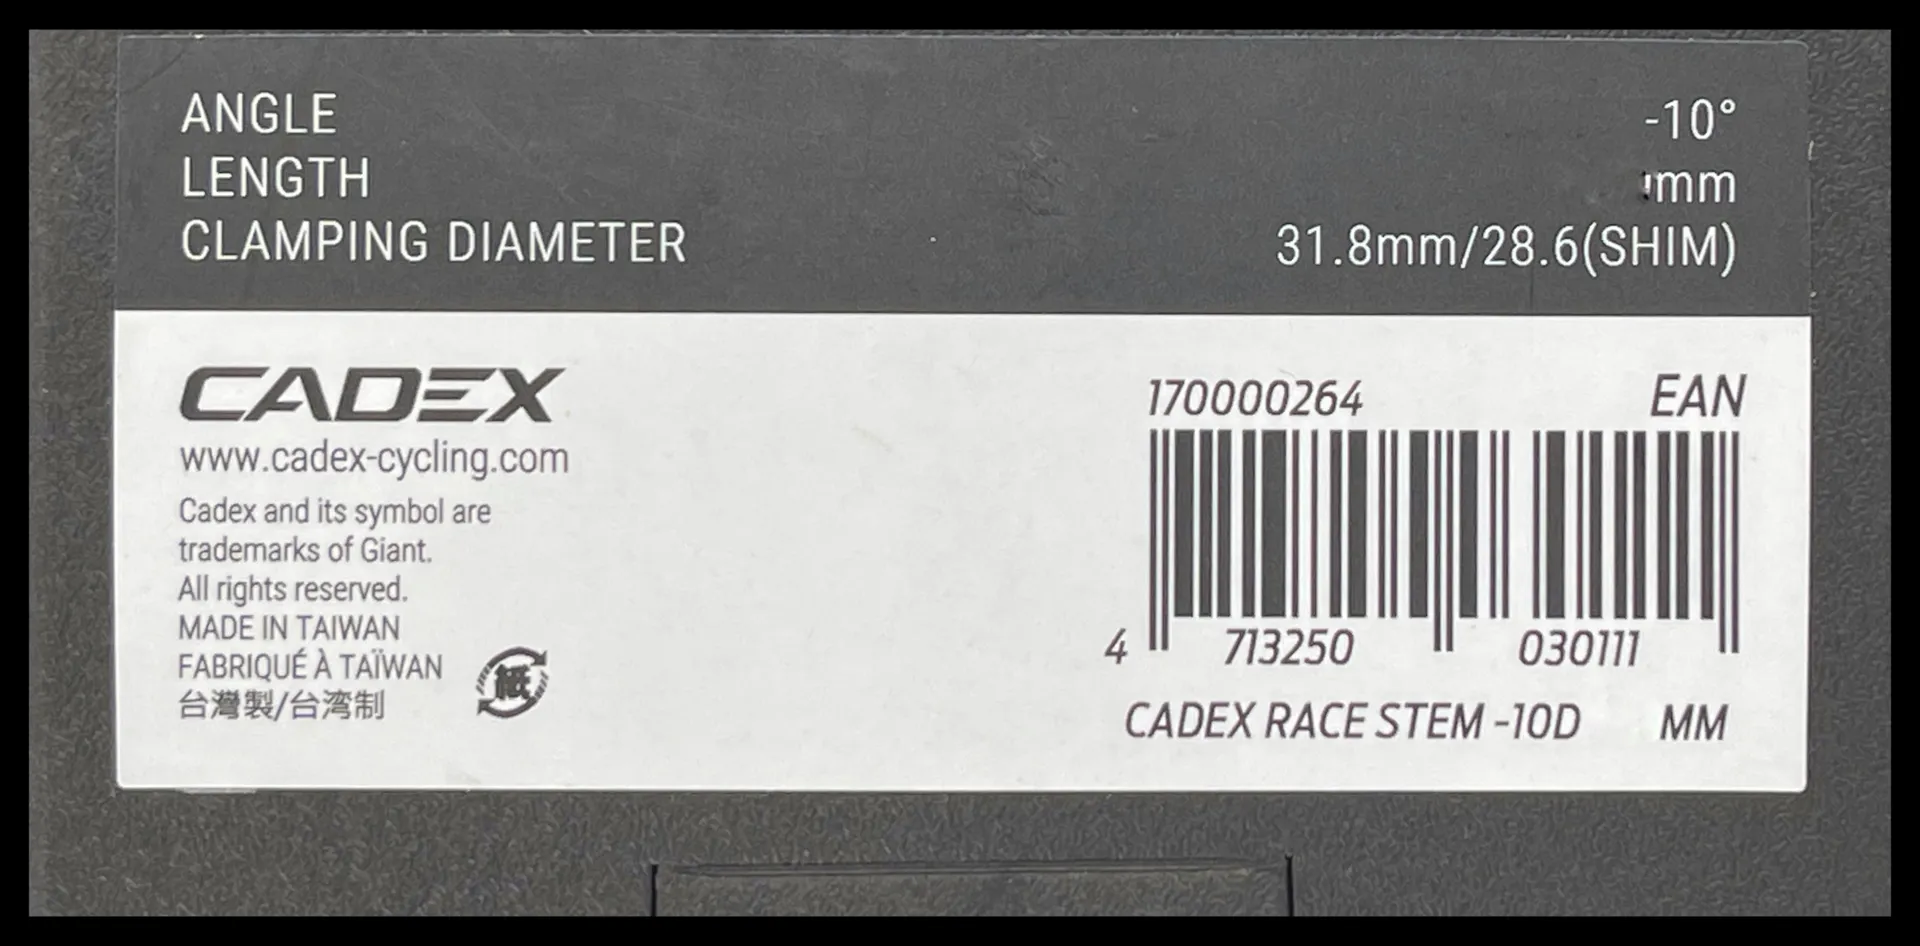 ANGLE -10°
LENGTH mm
CLAMPING DIAMETER 31.8mm/28.6(SHIM)
CADEX
www.cadex-cycling.com
Cadex and its symbol are
trademarks of Giant.
All rights reserved.
MADE IN TAIWAN
FABRIQUÉ À TAÏWAN
台灣製/台湾制
紙
170000264 EAN
4 713250 030111
CADEX RACE STEM -10D MM